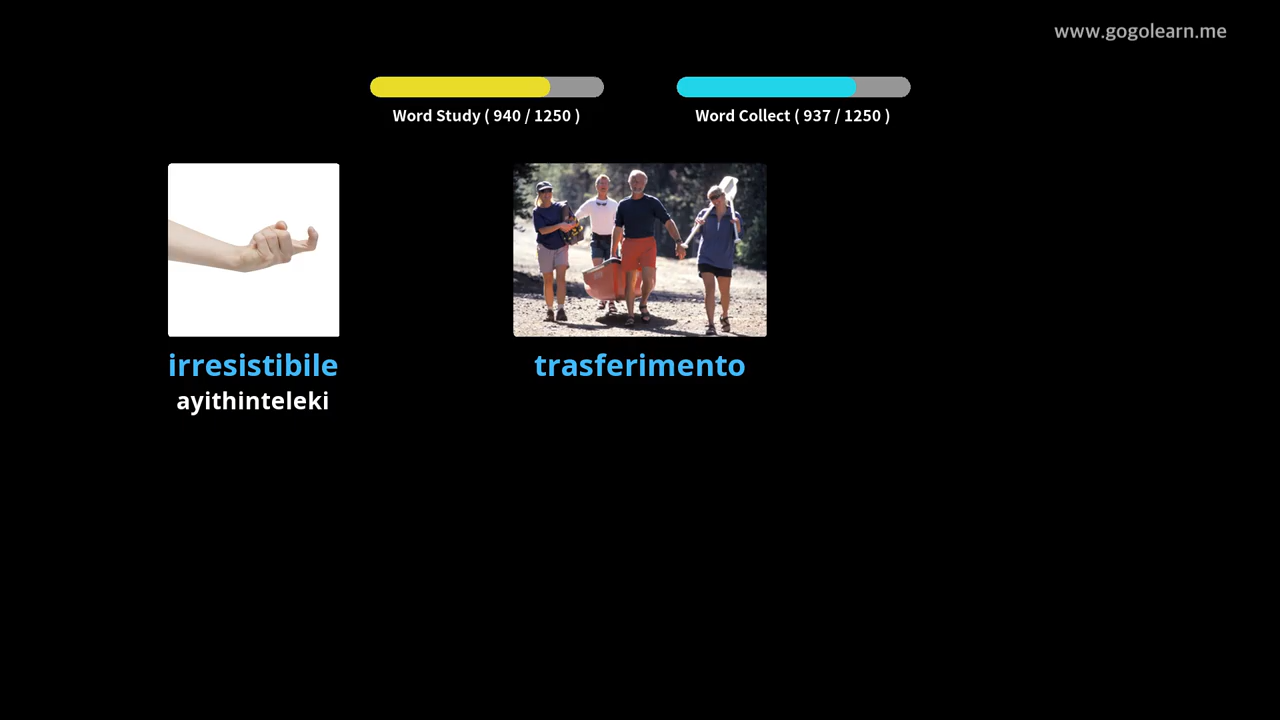 www.gogolearn.me
Word Study ( 940 / 1250 )
Word Collect ( 937 / 1250 )
irresistibile
trasferimento
ayithinteleki